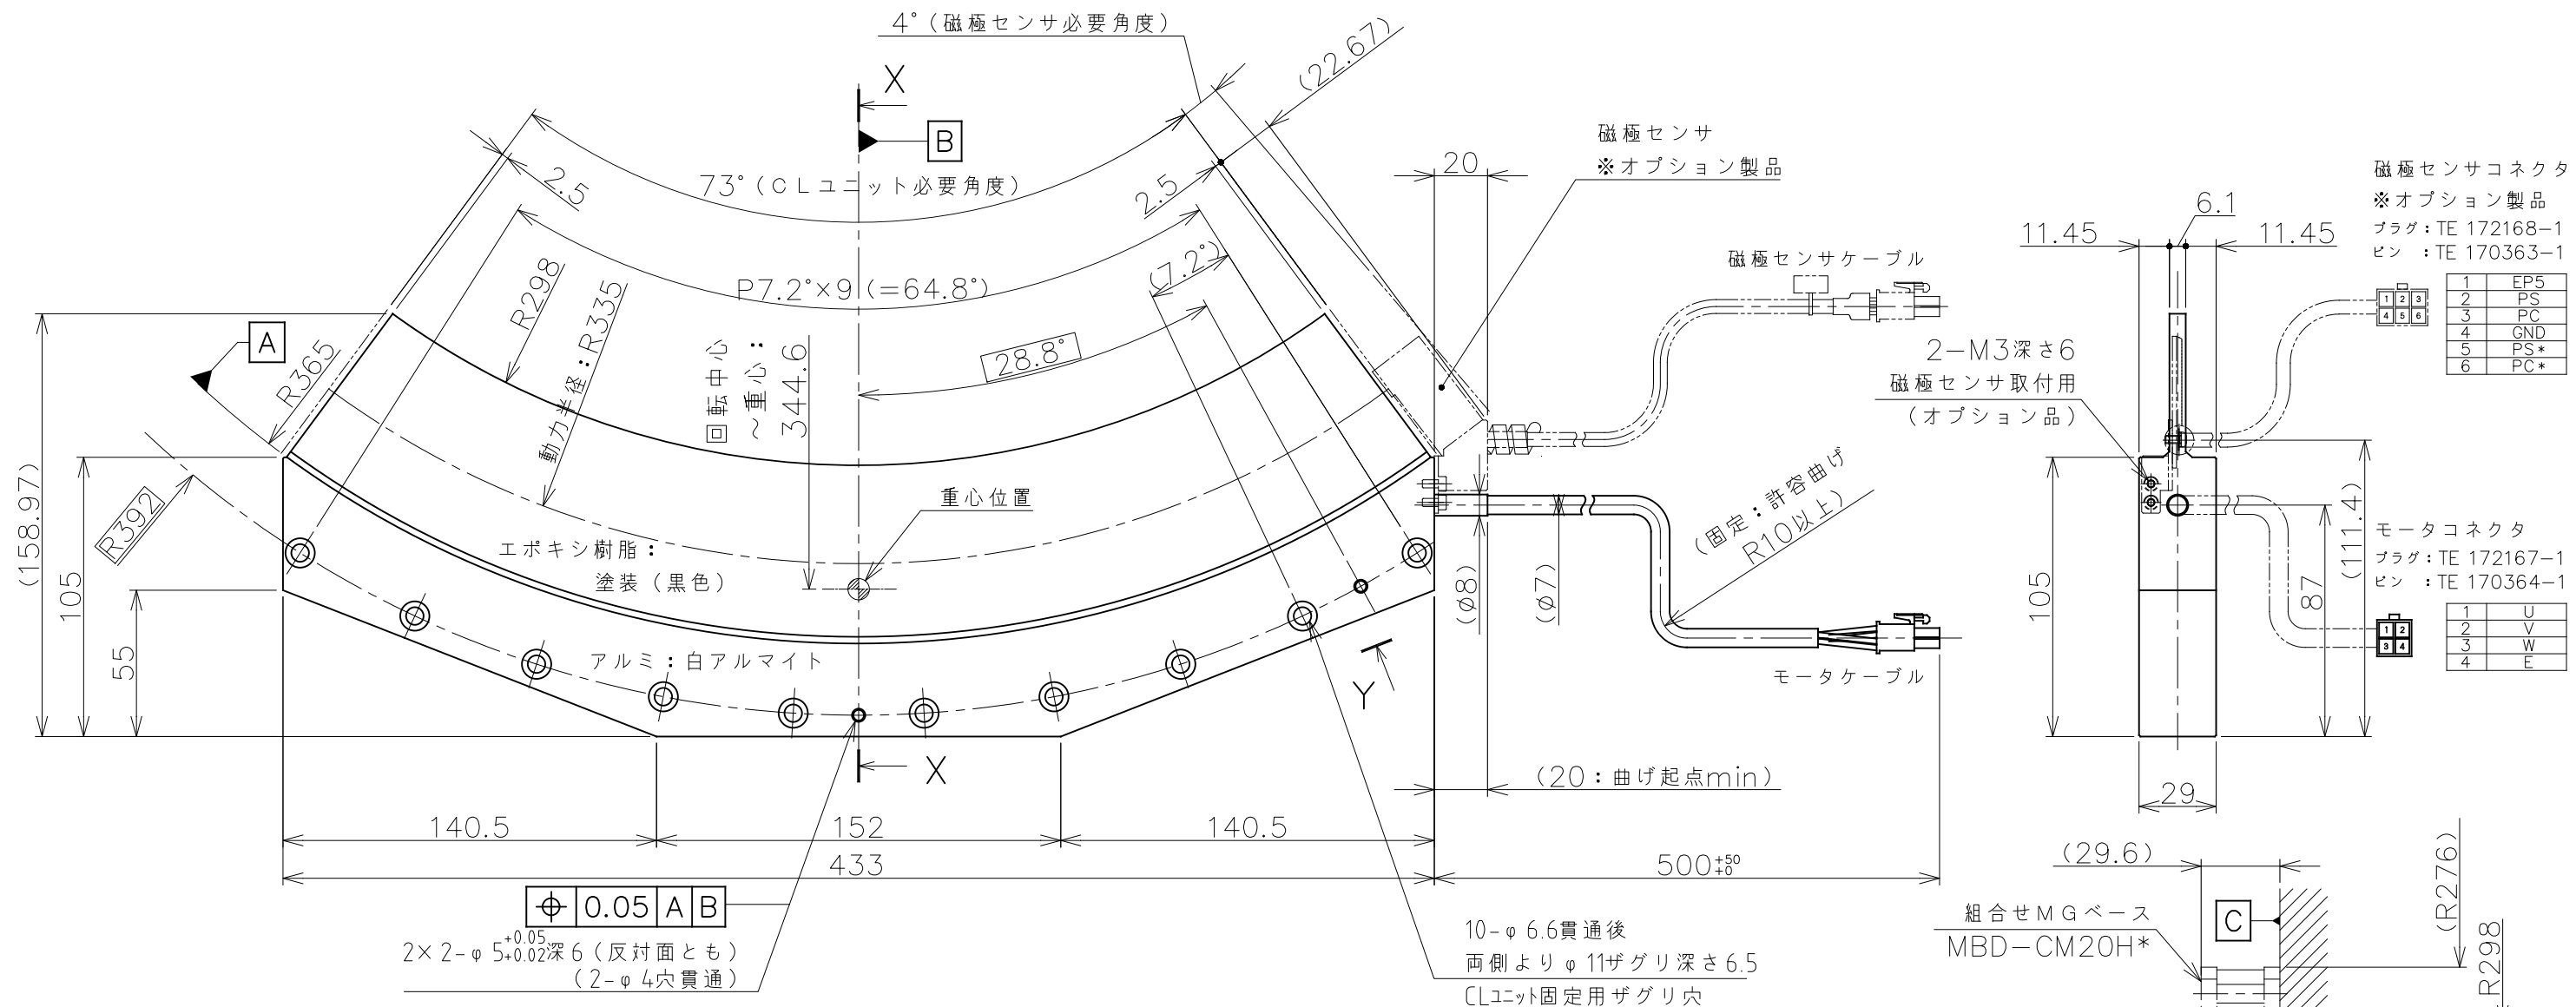 4°(磁極センサ必要角度)
(22.67)
X
B
73°(CLユニット必要角度)
2.5
2.5
P7.2°×9(=64.8°)
(7.2°)
28.8°
R298
動力半径:R335
回転中心
~重心:
344.6
A
R365
R392
(158.97)
105
55
重心位置
エポキシ樹脂:
塗装(黒色)
アルミ:白アルマイト
X
Y
140.5
152
140.5
433
500 +50 +0
⌖ 0.05 A B
2×2-φ5 +0.05 +0.02 深6(反対面とも)
(2-φ4穴貫通)
10-φ6.6貫通後
両側よりφ11ザグリ深さ6.5
CLユニット固定用ザグリ穴
20
磁極センサ
※オプション製品
磁極センサケーブル
(固定:許容曲げ
R10以上)
(φ8)
(φ7)
モータケーブル
(20:曲げ起点min)
11.45
6.1
11.45
2-M3深さ6
磁極センサ取付用
(オプション品)
105
87
(111.4)
29
磁極センサコネクタ
※オプション製品
プラグ:TE 172168-1
ピン :TE 170363-1
1 2 3
4 5 6
1 EP5
2 PS
3 PC
4 GND
5 PS*
6 PC*
モータコネクタ
プラグ:TE 172167-1
ピン :TE 170364-1
1 2
3 4
1 U
2 V
3 W
4 E
(29.6)
(R276)
R298
C
組合せMGベース
MBD-CM20H*